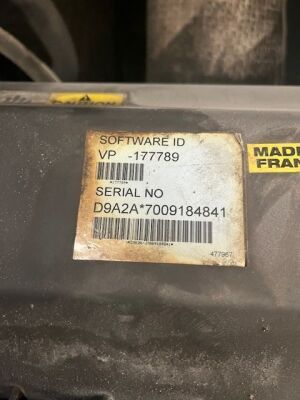 SOFTWARE ID
VP -177789
SERIAL NO
D9A2A*7009184841
477967
MADE
FRAN